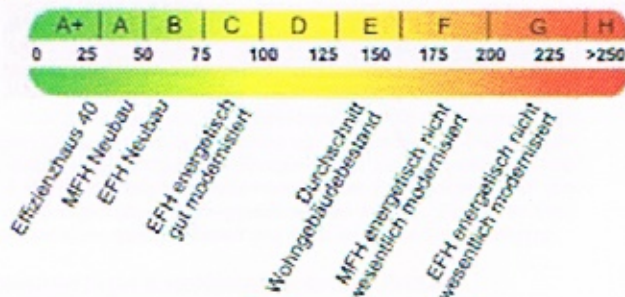 A+ A B C D E F G H
0 25 50 75 100 125 150 175 200 225 >250
Effizienzhaus 40
MFH Neubau
EFH Neubau
EFH energetisch
gut modernisiert
Durchschnitt
Wohngebäudebestand
MFH energetisch nicht
wesentlich modernisiert
EFH energetisch nicht
wesentlich modernisiert